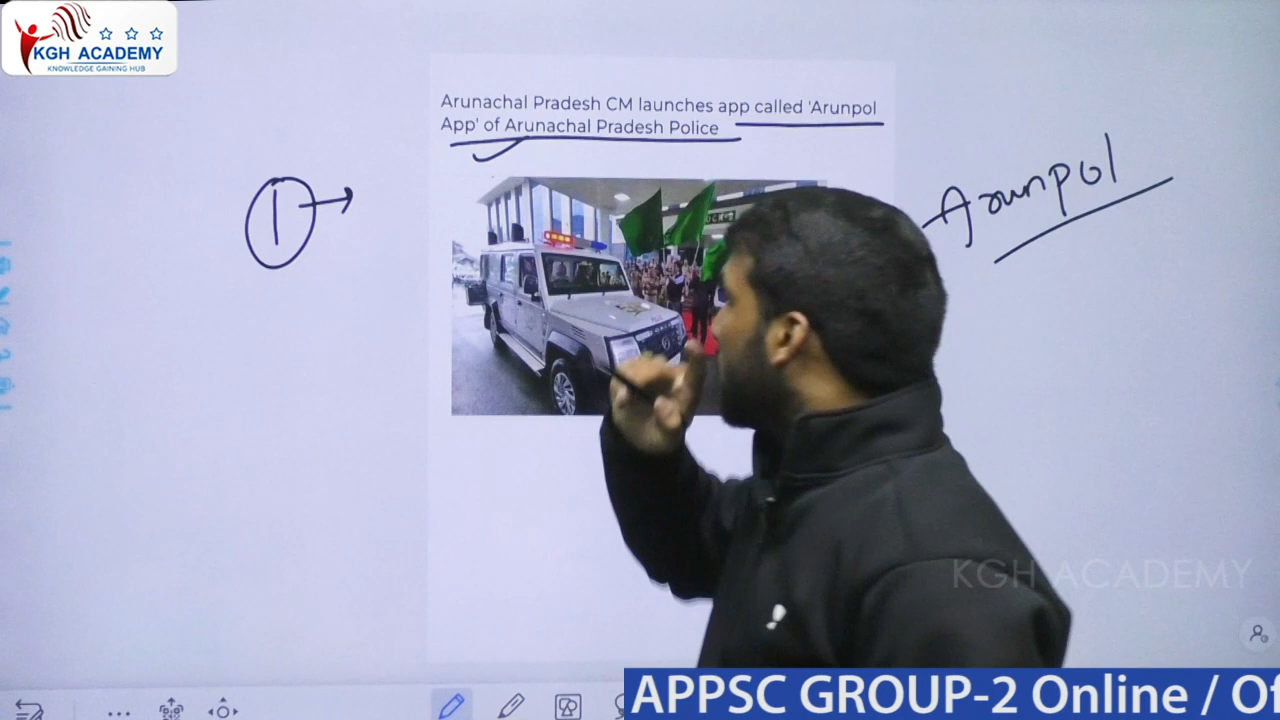 KGH ACADEMY
KNOWLEDGE GAINING HUB
Arunachal Pradesh CM launches app called 'Arunpol
App' of Arunachal Pradesh Police
1
Arunpol
KGH ACADEMY
APPSC GROUP-2 Online / Of